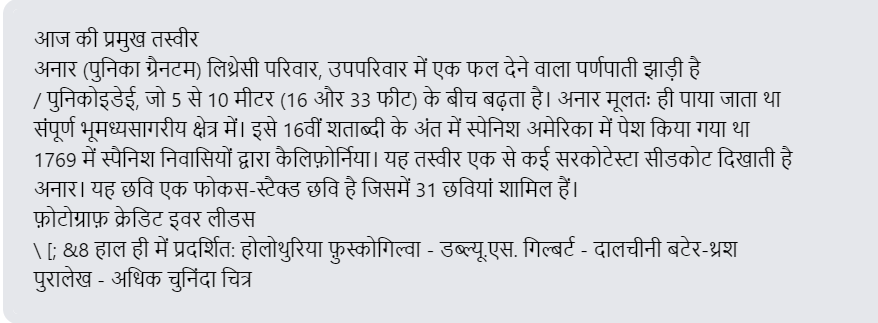 आज की प्रमुख तस्वीर
अनार (पुनिका ग्रैनटम) लिथ्रेसी परिवार, उपपरिवार में एक फल देने वाला पर्णपाती झाड़ी है
/ पुनिकोइडेई, जो 5 से 10 मीटर (16 और 33 फीट) के बीच बढ़ता है। अनार मूलतः ही पाया जाता था
संपूर्ण भूमध्यसागरीय क्षेत्र में। इसे 16वीं शताब्दी के अंत में स्पेनिश अमेरिका में पेश किया गया था
1769 में स्पैनिश निवासियों द्वारा कैलिफ़ोर्निया। यह तस्वीर एक से कई सरकोटेस्टा सीडकोट दिखाती है
अनार। यह छवि एक फोकस-स्टैक्ड छवि है जिसमें 31 छवियां शामिल हैं।
फ़ोटोग्राफ़ क्रेडिट इवर लीडस
\ [; &8 हाल ही में प्रदर्शित: होलोथुरिया फ़ुस्कोगिल्वा - डब्ल्यू.एस. गिल्बर्ट - दालचीनी बटेर-थ्रश
पुरालेख - अधिक चुनिंदा चित्र